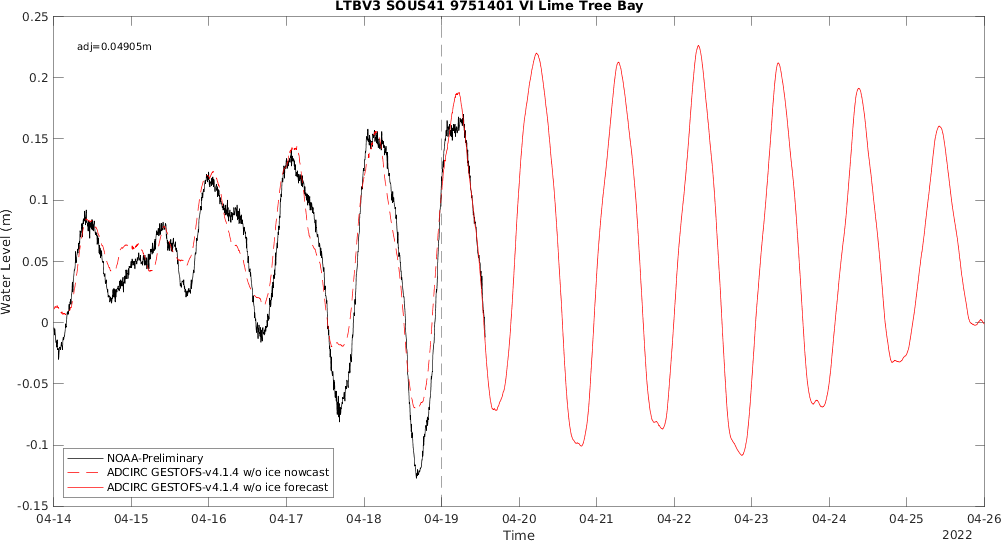 LTBV3 SOUS41 9751401 VI Lime Tree Bay
adj=0.04905m
0.25
0.2
0.15
0.1
0.05
0
-0.05
-0.1
-0.15
Water Level (m)
NOAA-Preliminary
ADCIRC GESTOFS-v4.1.4 w/o ice nowcast
ADCIRC GESTOFS-v4.1.4 w/o ice forecast
04-14 04-15 04-16 04-17 04-18 04-19 04-20 04-21 04-22 04-23 04-24 04-25 04-26
Time
2022